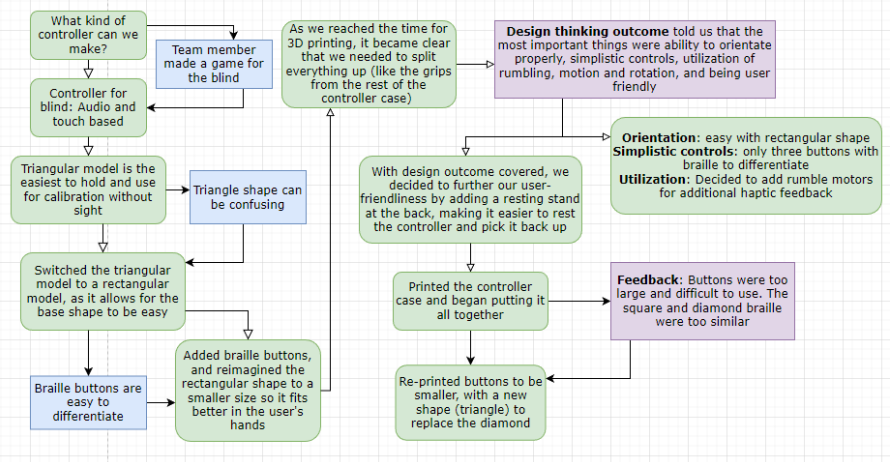 What kind of
controller can we
make?
Team member
made a game for
the blind
Controller for
blind: Audio and
touch based
Triangular model is the
easiest to hold and use
for calibration without
sight
Triangle shape can
be confusing
Switched the triangular
model to a rectangular
model, as it allows for the
base shape to be easy
Braille buttons are
easy to
differentiate
Added braille buttons,
and reimagined the
rectangular shape to a
smaller size so it fits
better in the user's
hands
As we reached the time for
3D printing, it became clear
that we needed to split
everything up (like the grips
from the rest of the
controller case)
Design thinking outcome told us that the
most important things were ability to orientate
properly, simplistic controls, utilization of
rumbling, motion and rotation, and being user
friendly
Orientation: easy with rectangular shape
Simplistic controls: only three buttons with
braille to differentiate
Utilization: Decided to add rumble motors
for additional haptic feedback
With design outcome covered, we
decided to further our user-
friendliness by adding a resting stand
at the back, making it easier to rest
the controller and pick it back up
Printed the controller
case and began putting it
all together
Feedback: Buttons were too
large and difficult to use. The
square and diamond braille
were too similar
Re-printed buttons to be
smaller, with a new
shape (triangle) to
replace the diamond